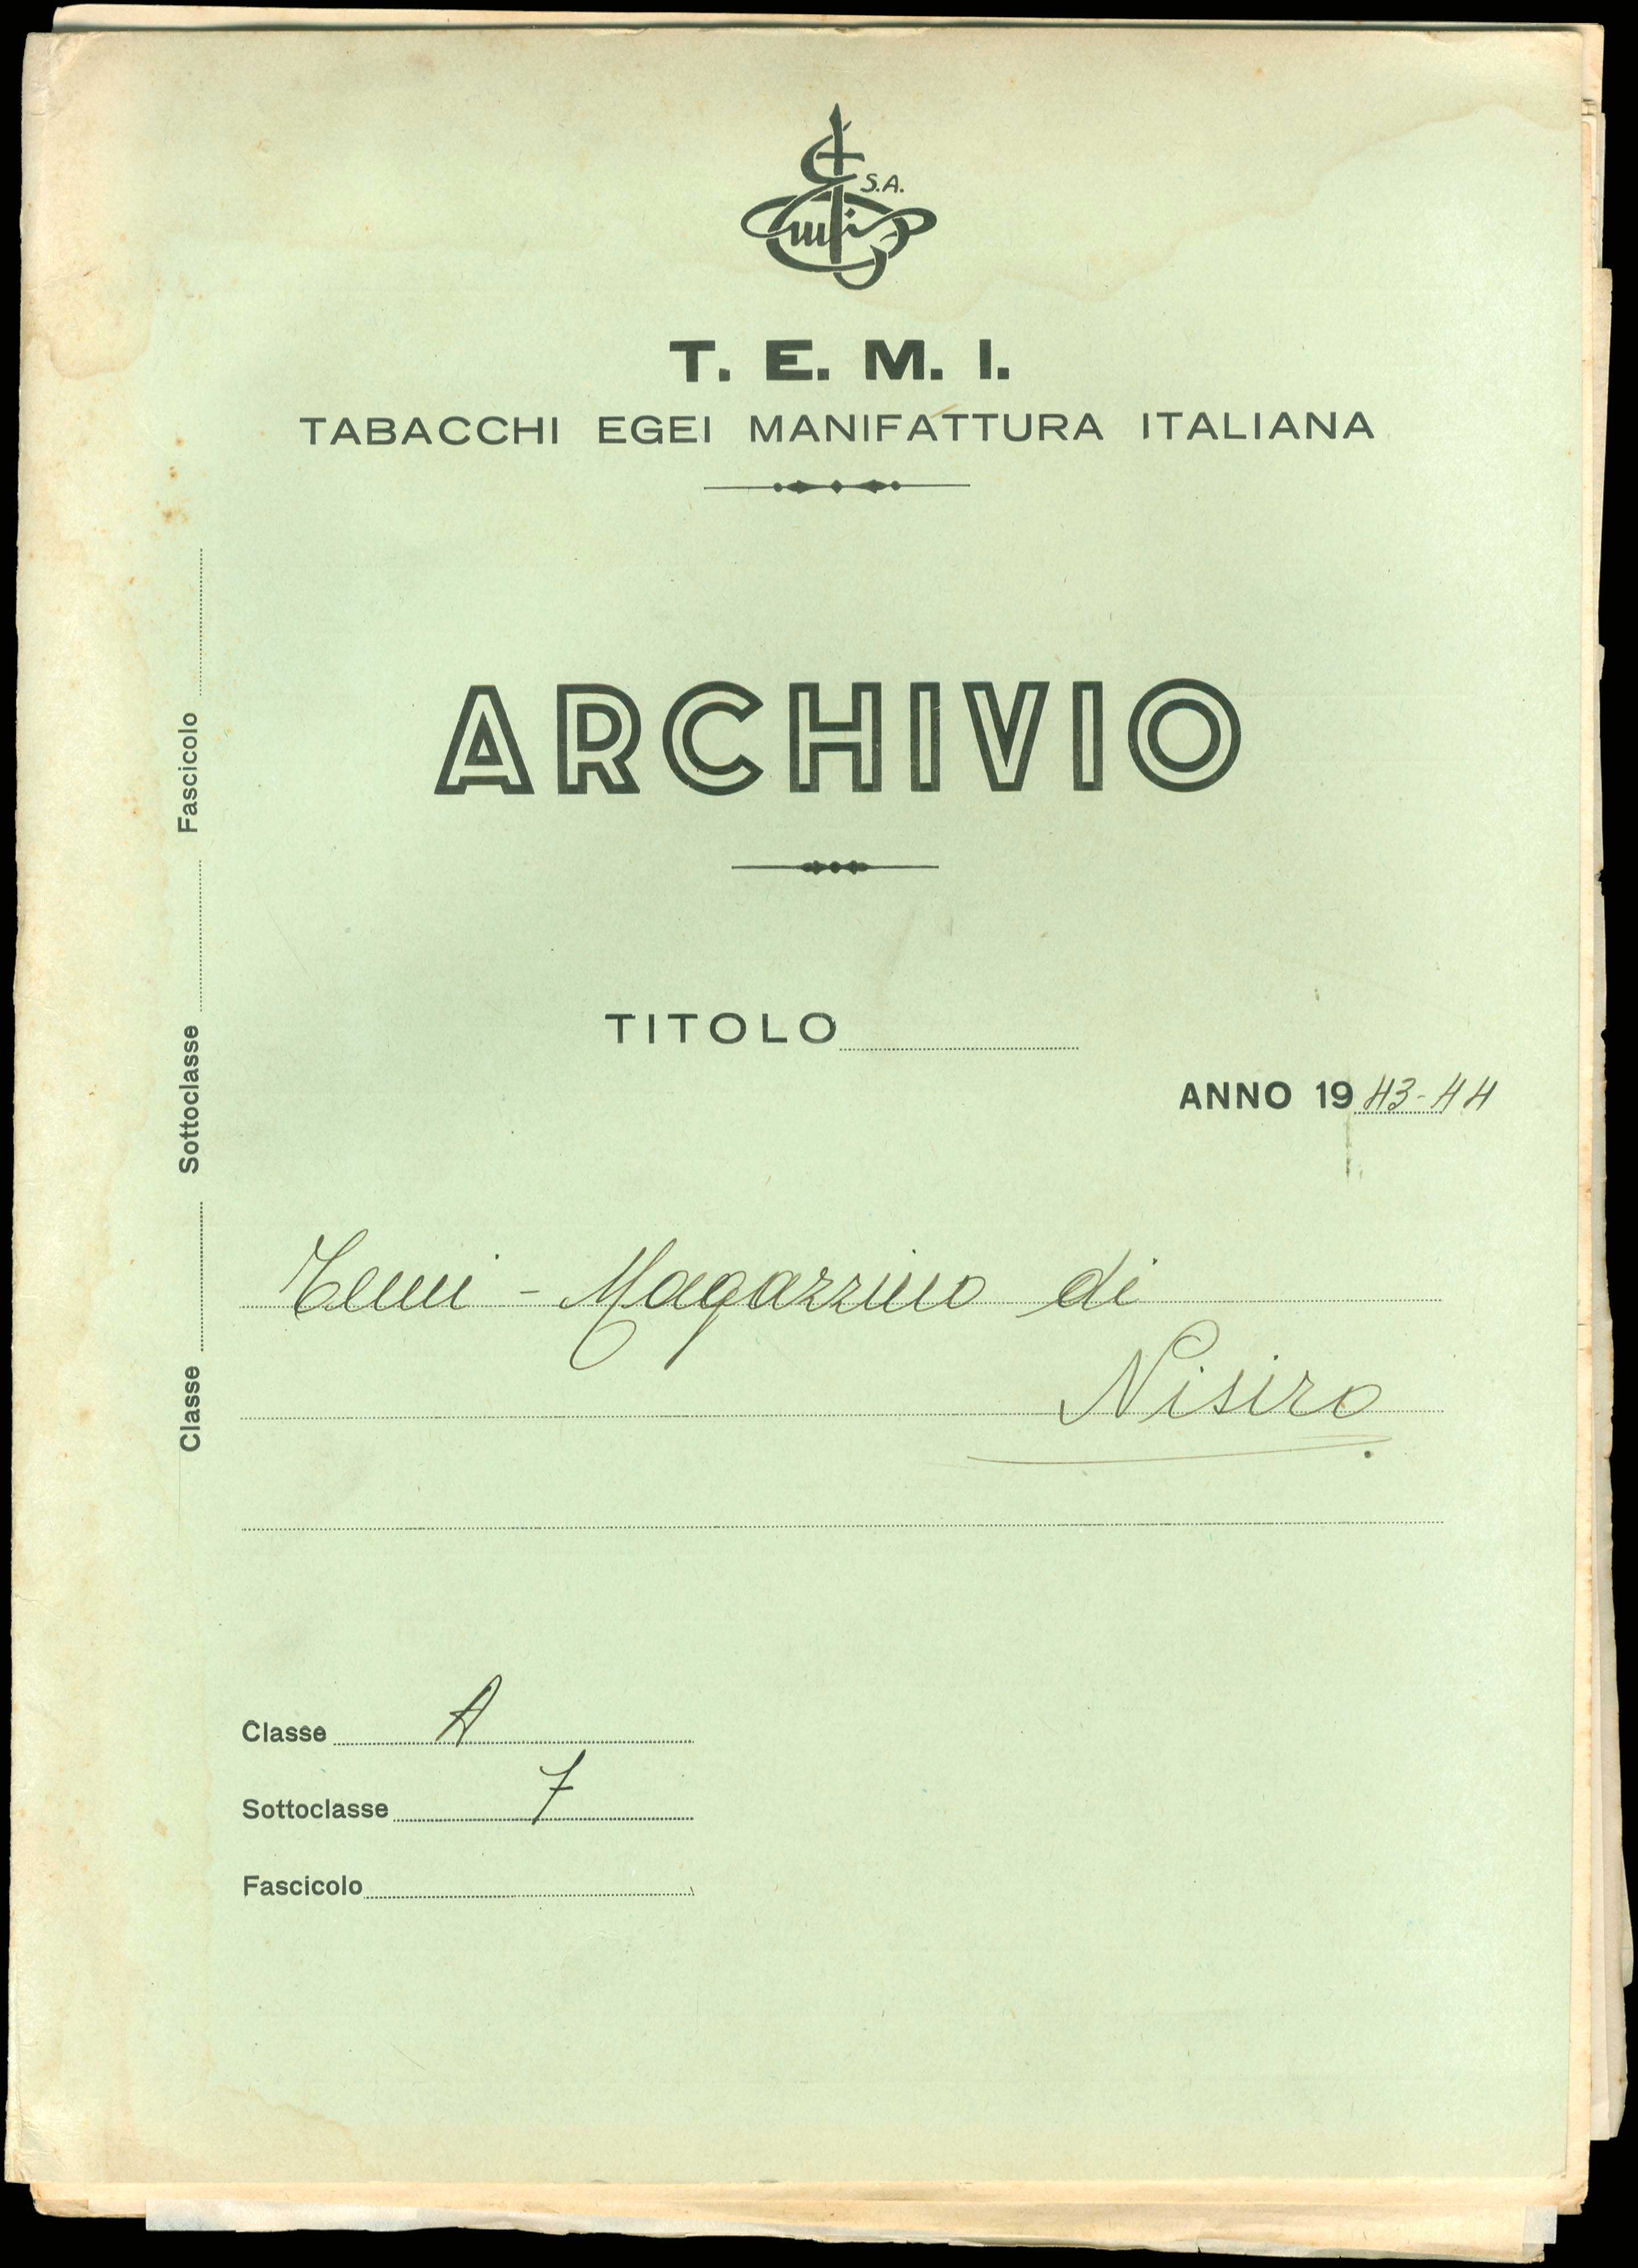 S.A.
T. E. M. I.
TABACCHI EGEI MANIFATTURA ITALIANA
ARCHIVIO
TITOLO
ANNO 1943-44
Temi - Magazzino di
Nisiro
Classe A
Sottoclasse 7
Fascicolo
Classe Sottoclasse Fascicolo